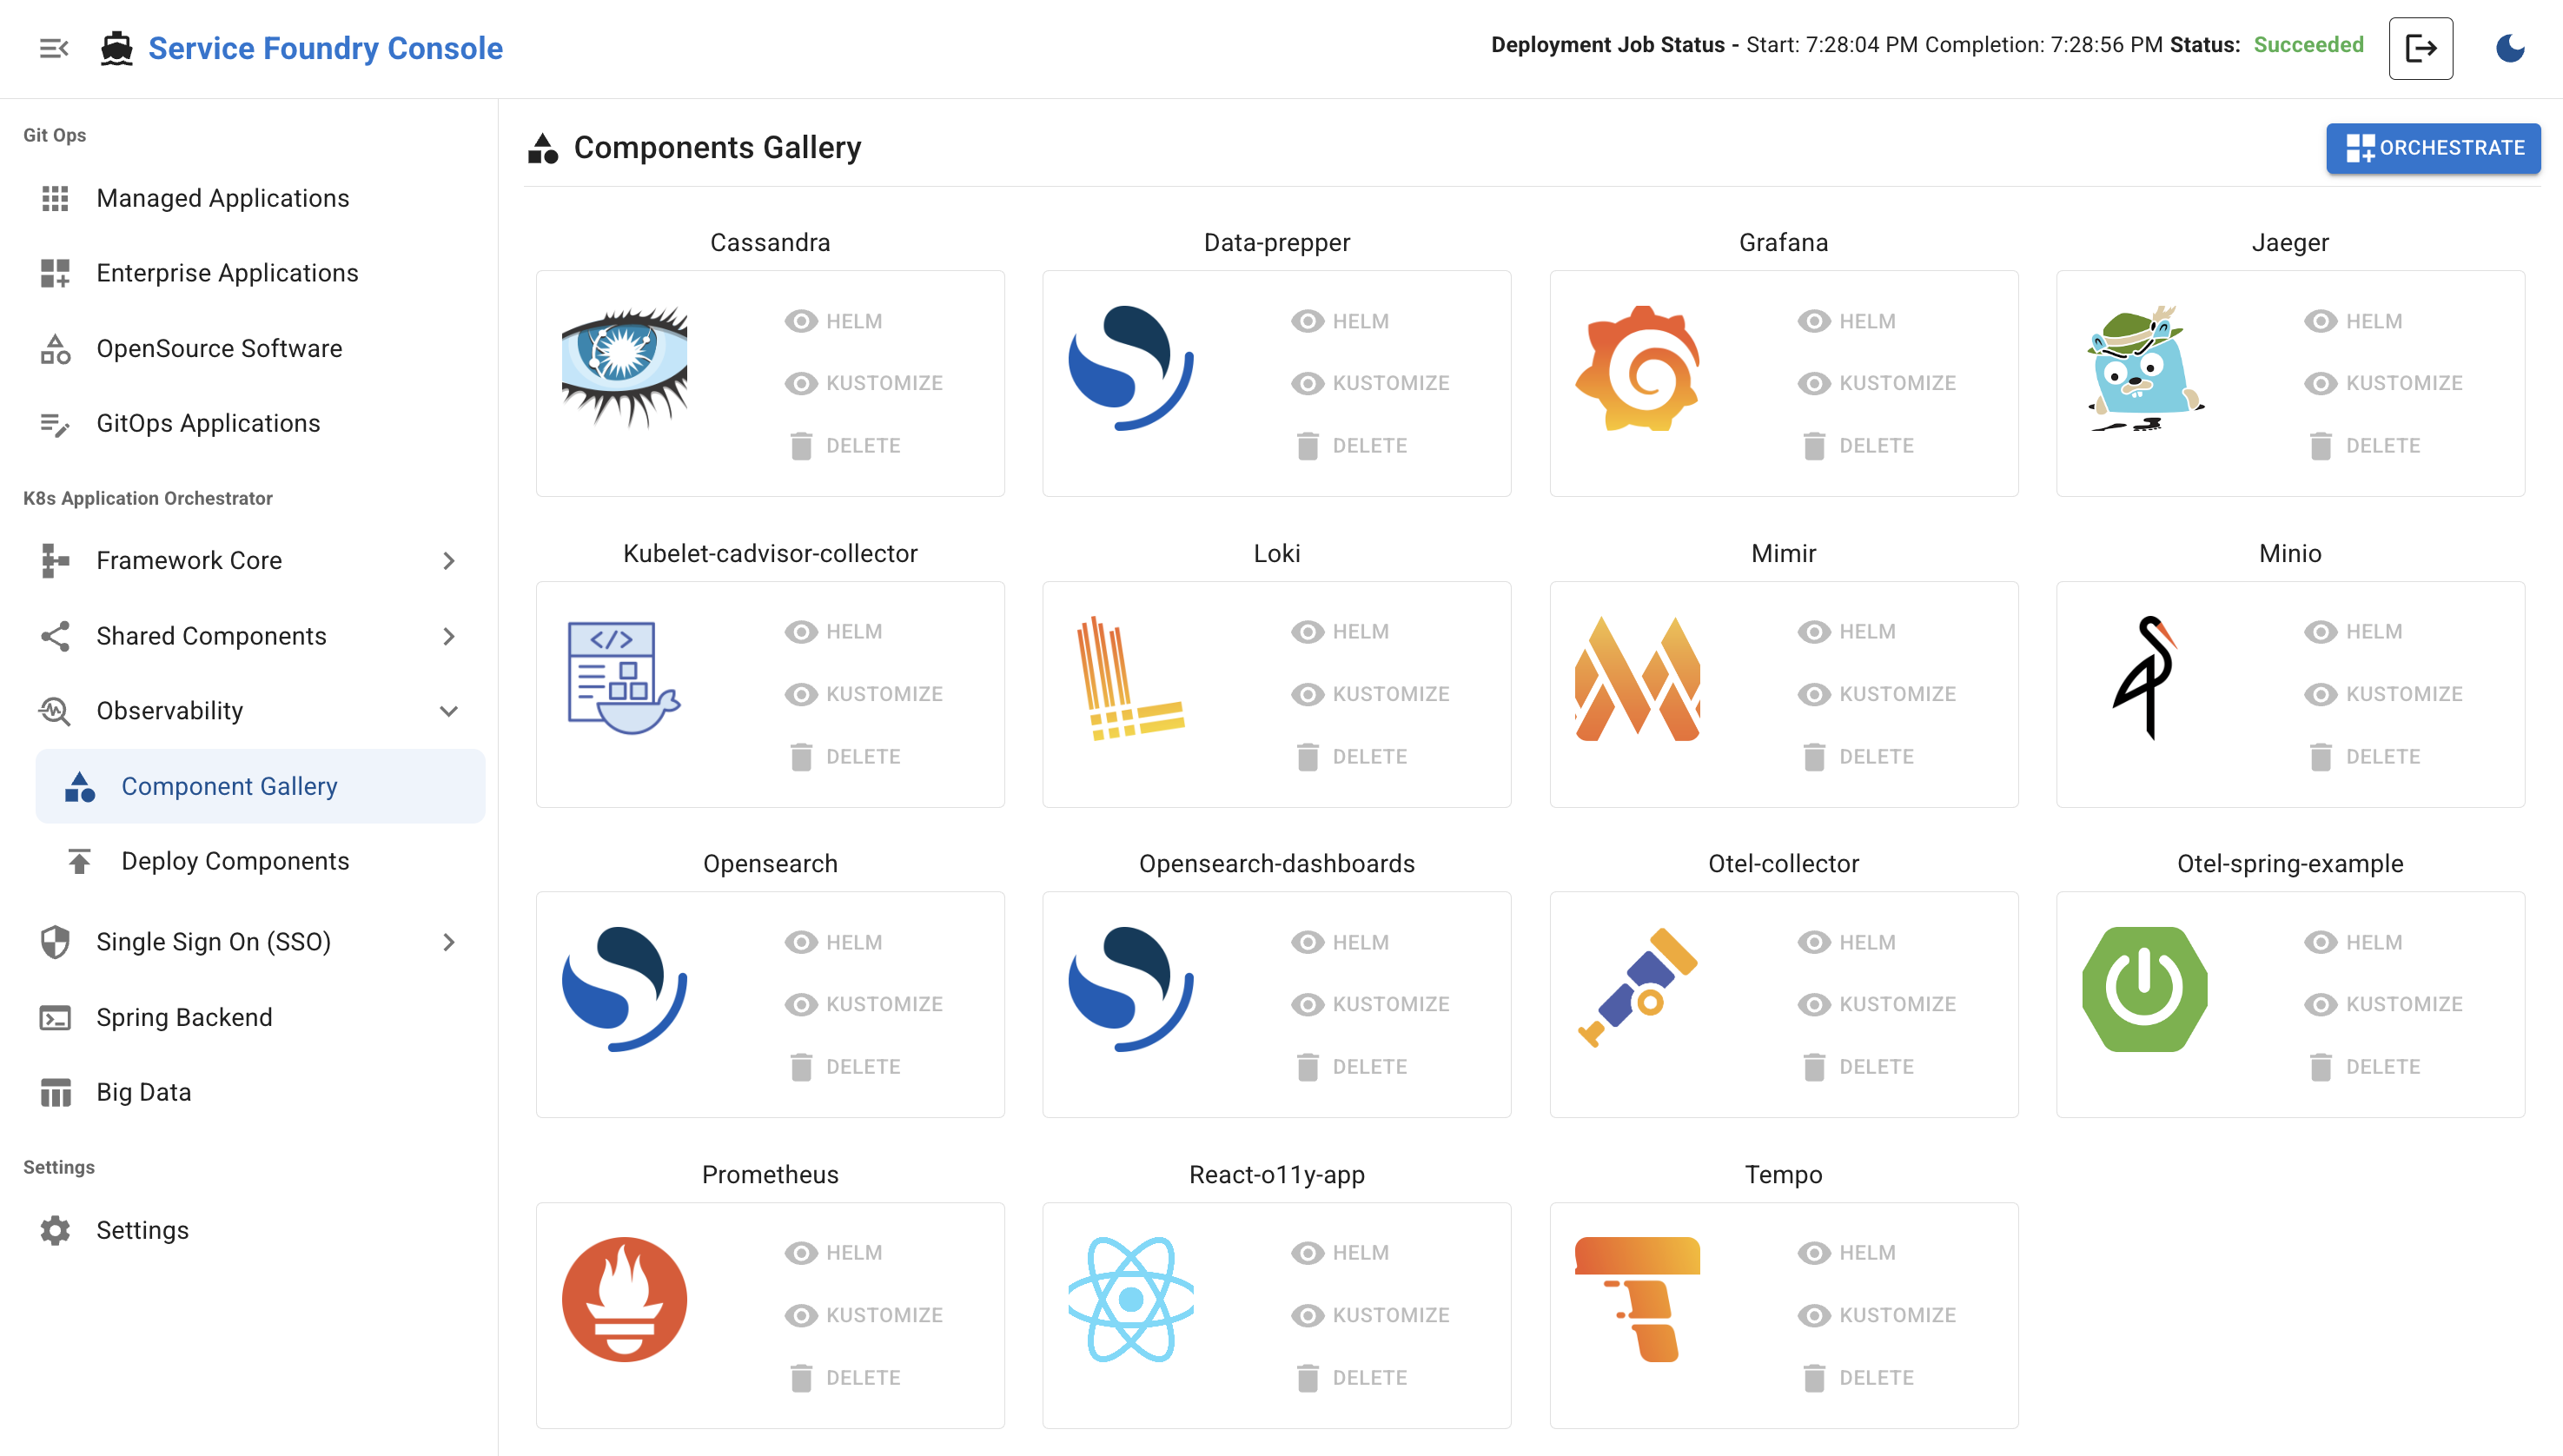 Service Foundry Console
Deployment Job Status - Start: 7:28:04 PM Completion: 7:28:56 PM Status: Succeeded
Git Ops
Managed Applications
Enterprise Applications
OpenSource Software
GitOps Applications
K8s Application Orchestrator
Framework Core
Shared Components
Observability
Component Gallery
Deploy Components
Single Sign On (SSO)
Spring Backend
Big Data
Settings
Settings
Components Gallery
ORCHESTRATE
Cassandra
HELM
KUSTOMIZE
DELETE
Data-prepper
HELM
KUSTOMIZE
DELETE
Grafana
HELM
KUSTOMIZE
DELETE
Jaeger
HELM
KUSTOMIZE
DELETE
Kubelet-cadvisor-collector
HELM
KUSTOMIZE
DELETE
Loki
HELM
KUSTOMIZE
DELETE
Mimir
HELM
KUSTOMIZE
DELETE
Minio
HELM
KUSTOMIZE
DELETE
Opensearch
HELM
KUSTOMIZE
DELETE
Opensearch-dashboards
HELM
KUSTOMIZE
DELETE
Otel-collector
HELM
KUSTOMIZE
DELETE
Otel-spring-example
HELM
KUSTOMIZE
DELETE
Prometheus
HELM
KUSTOMIZE
DELETE
React-o11y-app
HELM
KUSTOMIZE
DELETE
Tempo
HELM
KUSTOMIZE
DELETE